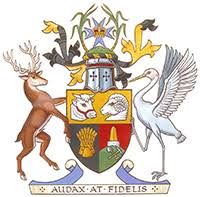 AUDAX · AT · FIDELIS